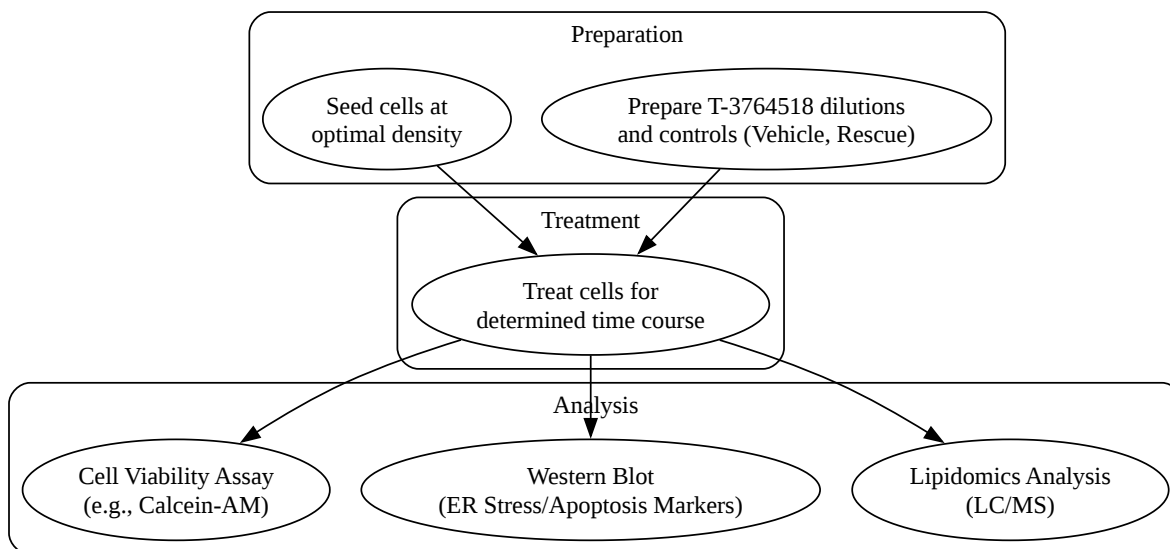 Preparation
Seed cells at
optimal density
Prepare T-3764518 dilutions
and controls (Vehicle, Rescue)
Treatment
Treat cells for
determined time course
Analysis
Cell Viability Assay
(e.g., Calcein-AM)
Western Blot
(ER Stress/Apoptosis Markers)
Lipidomics Analysis
(LC/MS)